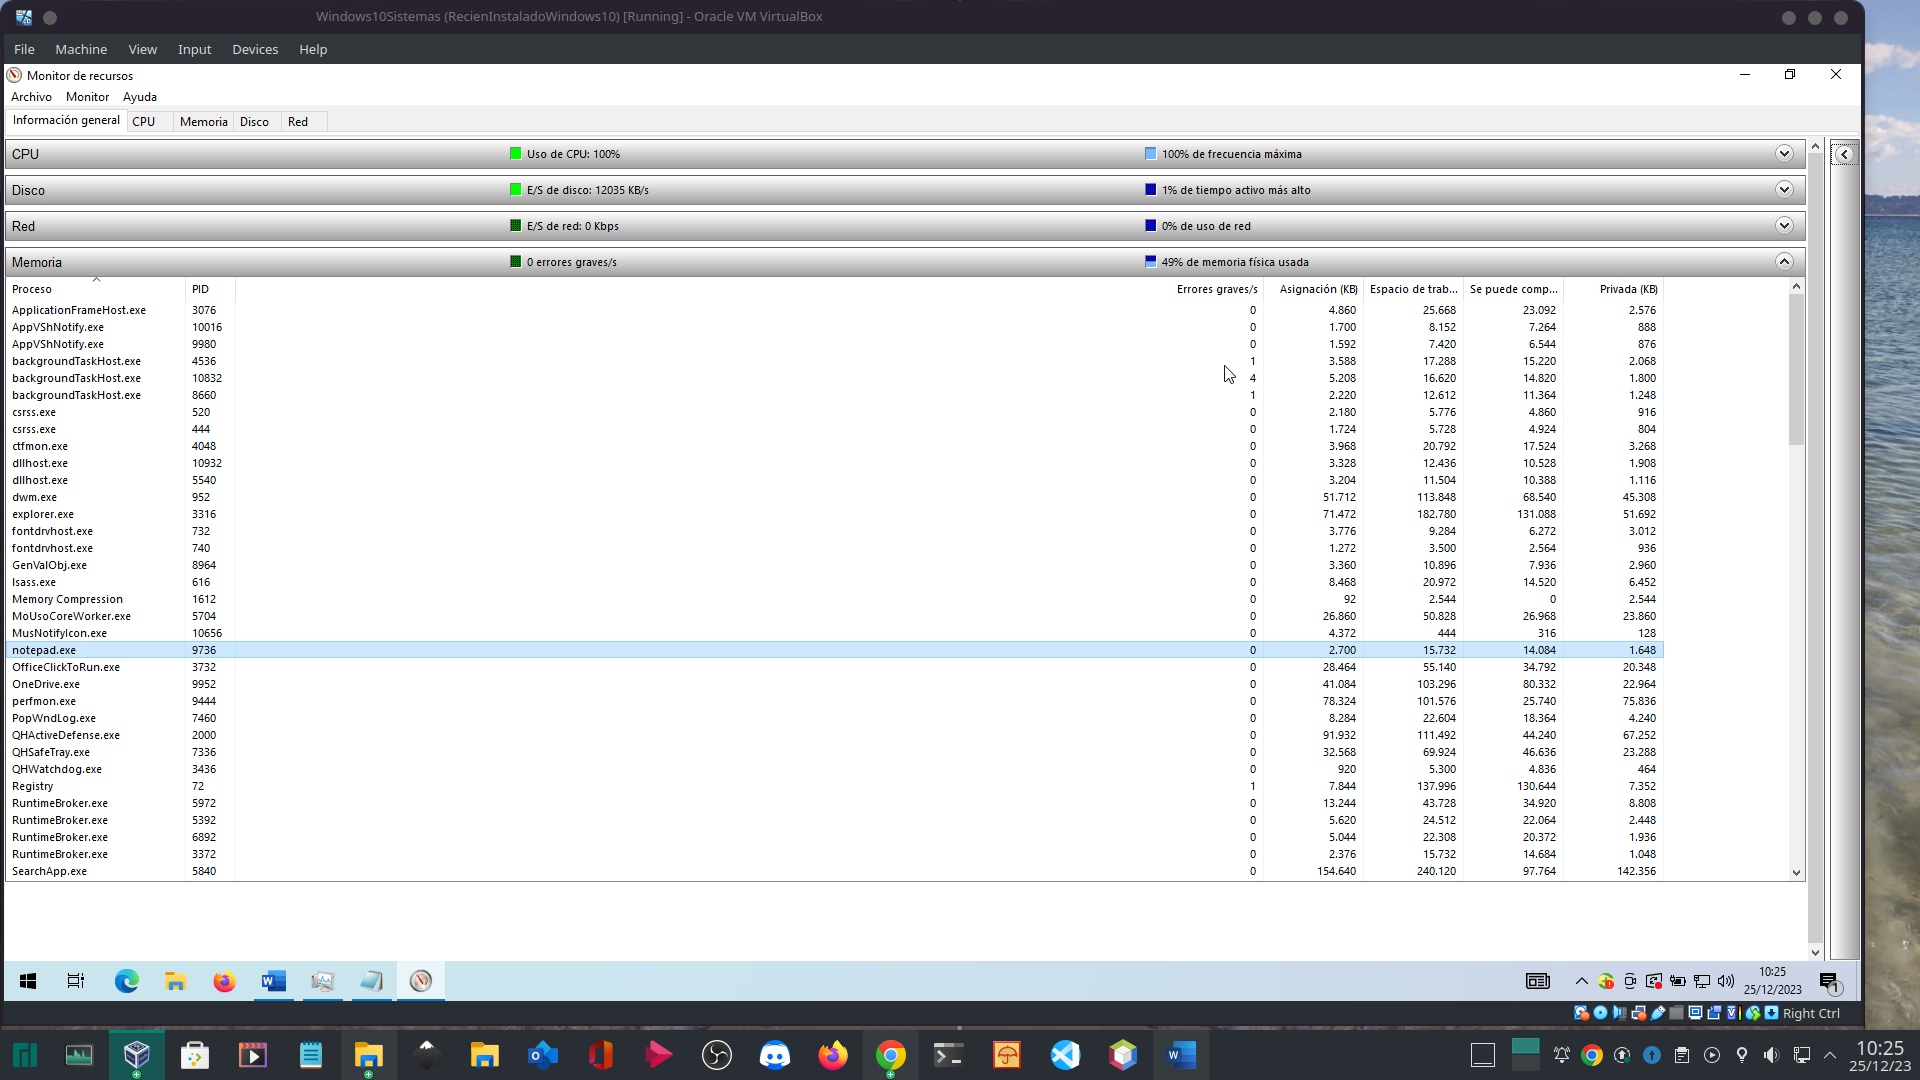 Windows10Sistemas (RecienInstaladoWindows10) [Running] - Oracle VM VirtualBox
File Machine View Input Devices Help
Monitor de recursos
Archivo Monitor Ayuda
Información general CPU Memoria Disco Red
CPU Uso de CPU: 100% 100% de frecuencia máxima
Disco E/S de disco: 12035 KB/s 1% de tiempo activo más alto
Red E/S de red: 0 Kbps 0% de uso de red
Memoria 0 errores graves/s 49% de memoria física usada
Proceso PID Errores graves/s Asignación (KB) Espacio de trab... Se puede comp... Privada (KB)
ApplicationFrameHost.exe 3076 0 4.860 25.668 23.092 2.576
AppVShNotify.exe 10016 0 1.700 8.152 7.264 888
AppVShNotify.exe 9980 0 1.592 7.420 6.544 876
backgroundTaskHost.exe 4536 1 3.588 17.288 15.220 2.068
backgroundTaskHost.exe 10832 4 5.208 16.620 14.820 1.800
backgroundTaskHost.exe 8660 1 2.220 12.612 11.364 1.248
csrss.exe 520 0 2.180 5.776 4.860 916
csrss.exe 444 0 1.724 5.728 4.924 804
ctfmon.exe 4048 0 3.968 20.792 17.524 3.268
dllhost.exe 10932 0 3.328 12.436 10.528 1.908
dllhost.exe 5540 0 3.204 11.504 10.388 1.116
dwm.exe 952 0 51.712 113.848 68.540 45.308
explorer.exe 3316 0 71.472 182.780 131.088 51.692
fontdrvhost.exe 732 0 3.776 9.284 6.272 3.012
fontdrvhost.exe 740 0 1.272 3.500 2.564 936
GenValObj.exe 8964 0 3.360 10.896 7.936 2.960
lsass.exe 616 0 8.468 20.972 14.520 6.452
Memory Compression 1612 0 92 2.544 0 2.544
MoUsoCoreWorker.exe 5704 0 26.860 50.828 26.968 23.860
MusNotifyIcon.exe 10656 0 4.372 444 316 128
notepad.exe 9736 0 2.700 15.732 14.084 1.648
OfficeClickToRun.exe 3732 0 28.464 55.140 34.792 20.348
OneDrive.exe 9952 0 41.084 103.296 80.332 22.964
perfmon.exe 9444 0 78.324 101.576 25.740 75.836
PopWndLog.exe 7460 0 8.284 22.604 18.364 4.240
QHActiveDefense.exe 2000 0 91.932 111.492 44.240 67.252
QHSafeTray.exe 7336 0 32.568 69.924 46.636 23.288
QHWatchdog.exe 3436 0 920 5.300 4.836 464
Registry 72 1 7.844 137.996 130.644 7.352
RuntimeBroker.exe 5972 0 13.244 43.728 34.920 8.808
RuntimeBroker.exe 5392 0 5.620 24.512 22.064 2.448
RuntimeBroker.exe 6892 0 5.044 22.308 20.372 1.936
RuntimeBroker.exe 3372 0 2.376 15.732 14.684 1.048
SearchApp.exe 5840 0 154.640 240.120 97.764 142.356
10:25
25/12/2023
1
Right Ctrl
10:25
25/12/23